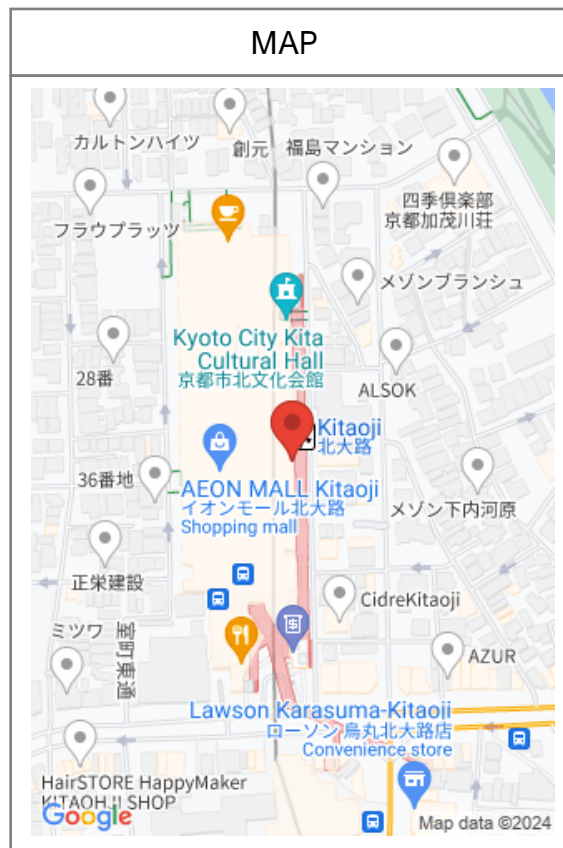 MAP
カルトンハイツ
創元
福島マンション
四季倶楽部
京都加茂川荘
フラウプラッツ
メゾンブランシュ
Kyoto City Kita
Cultural Hall
京都市北文化会館
28番
ALSOK
Kitaoji
北大路
36番地
AEON MALL Kitaoji
イオンモール北大路
Shopping mall
メゾン下内河原
正栄建設
CidreKitaoji
ミツワ
室町東通
AZUR
Lawson Karasuma-Kitaoji
ローソン 烏丸北大路店
Convenience store
HairSTORE HappyMaker
KITAOHJI SHOP
Google
Map data ©2024